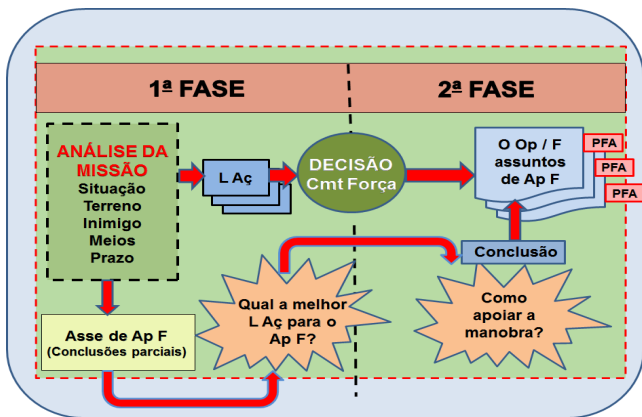 1ª FASE
2ª FASE
ANÁLISE DA
MISSÃO
Situação
Terreno
Inimigo
Meios
Prazo
L Aç
DECISÃO
Cmt Força
O Op / F
assuntos
de Ap F
PFA
PFA
PFA
Asse de Ap F
(Conclusões parciais)
Qual a melhor
L Aç para o
Ap F?
Conclusão
Como
apoiar a
manobra?